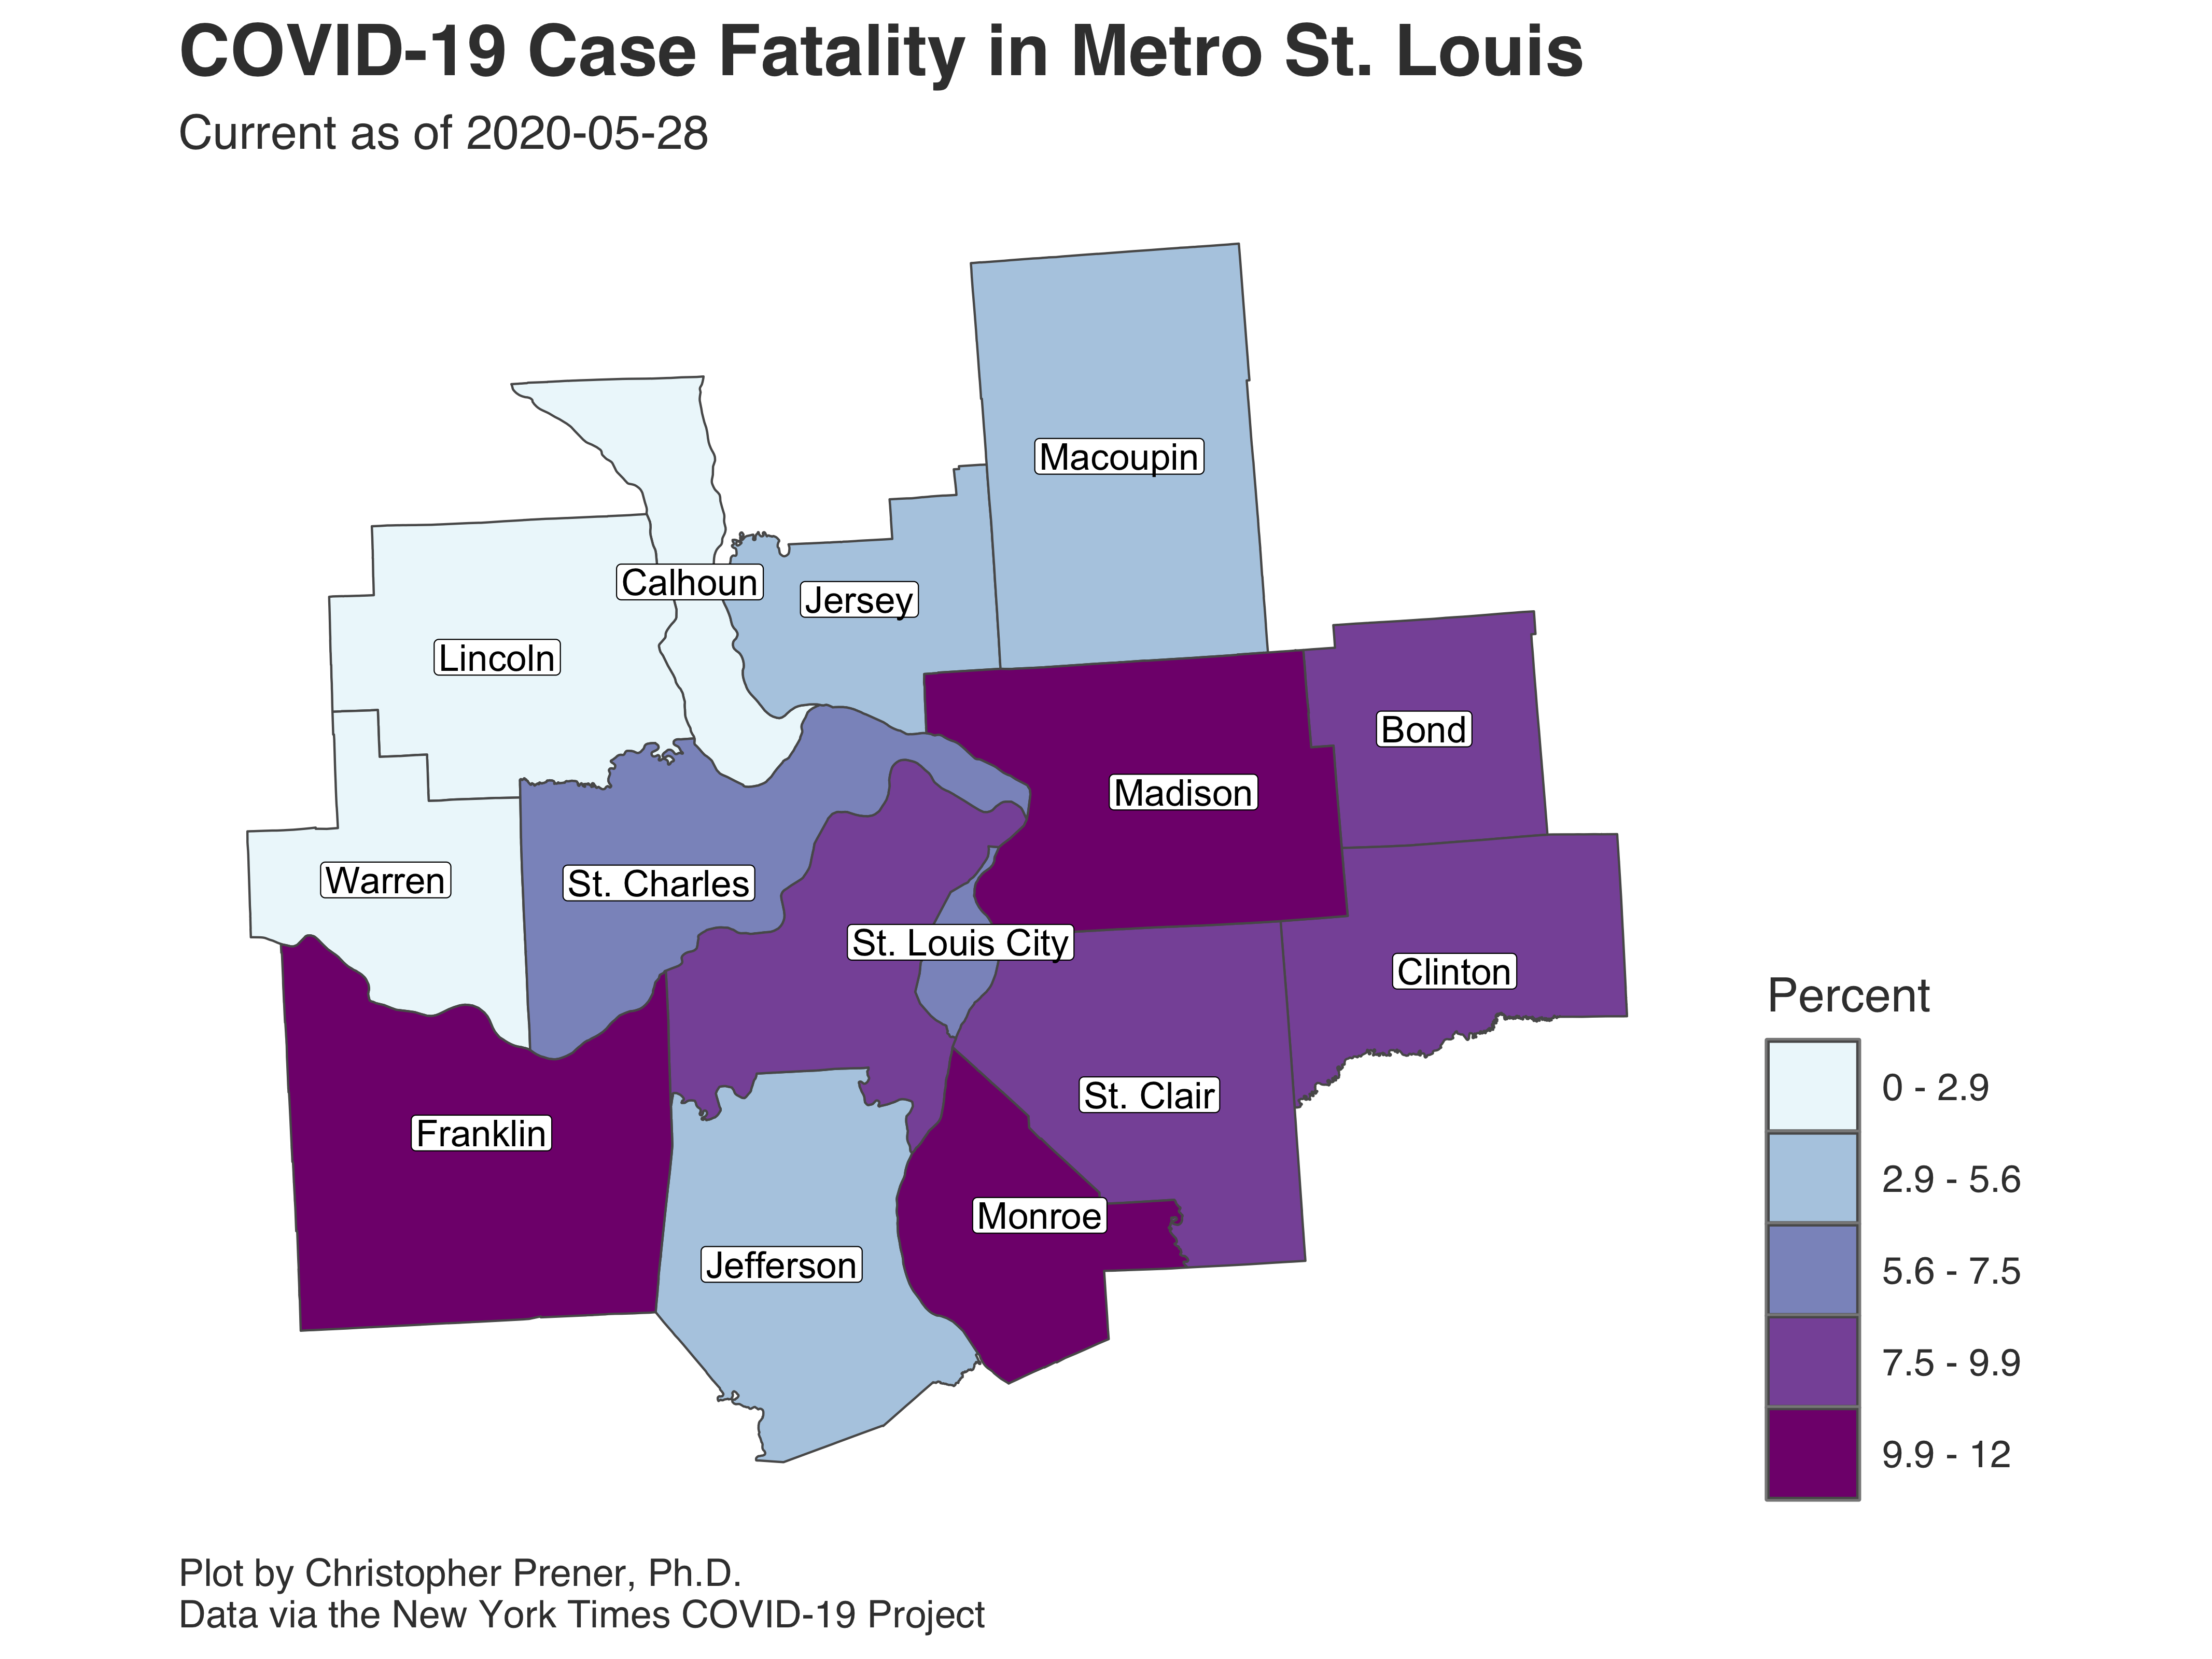 COVID-19 Case Fatality in Metro St. Louis
Current as of 2020-05-28
Macoupin
Calhoun
Jersey
Lincoln
Bond
Madison
Warren
St. Charles
St. Louis City
Clinton
St. Clair
Franklin
Monroe
Jefferson
Percent
0 - 2.9
2.9 - 5.6
5.6 - 7.5
7.5 - 9.9
9.9 - 12
Plot by Christopher Prener, Ph.D.
Data via the New York Times COVID-19 Project